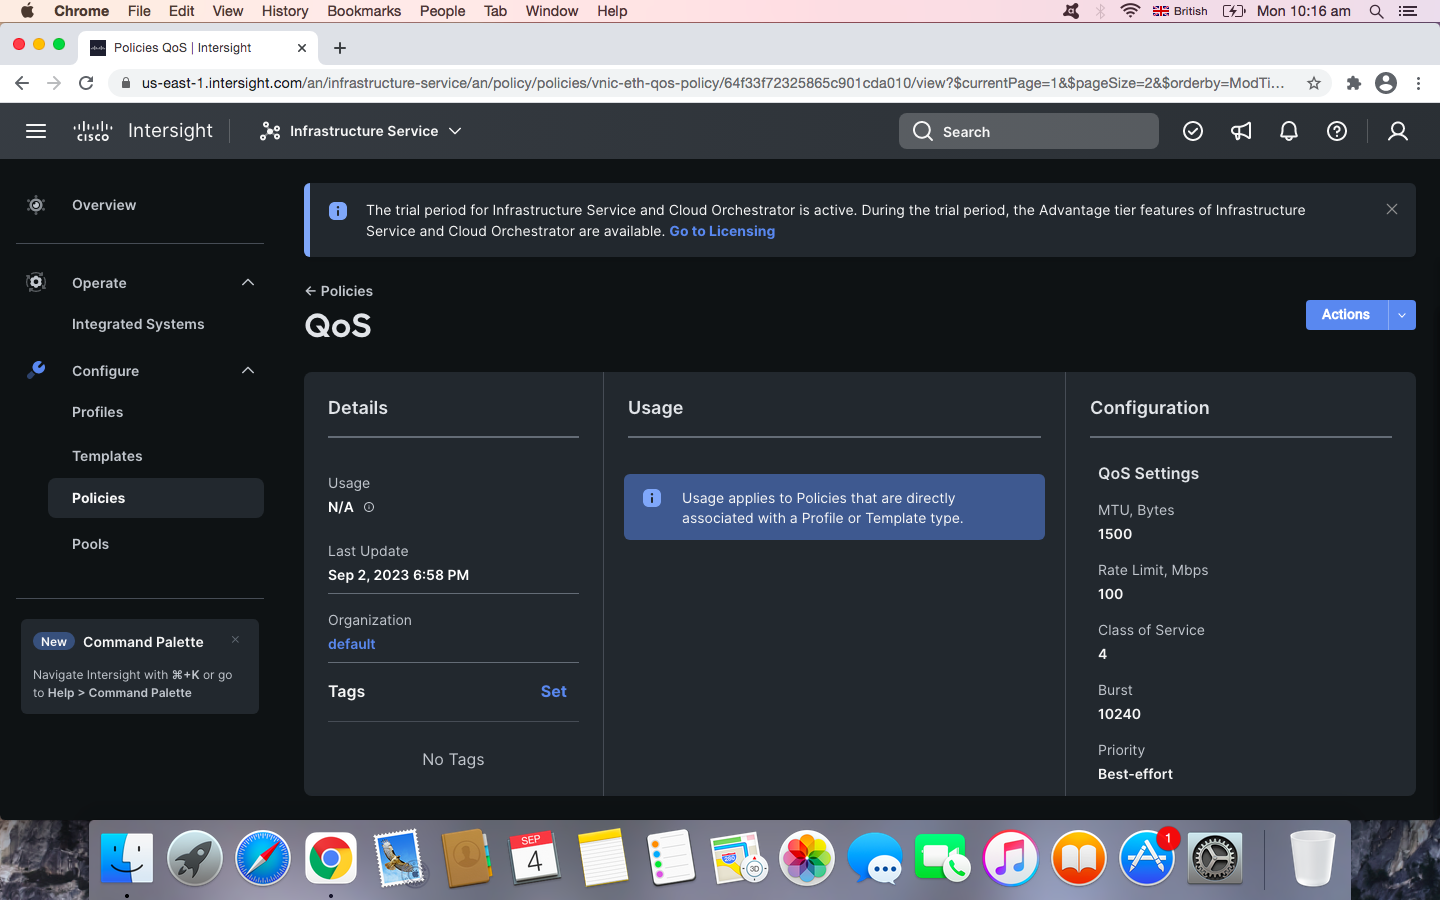 Chrome File Edit View History Bookmarks People Tab Window Help British Mon 10:16 am
Policies QoS | Intersight
us-east-1.intersight.com/an/infrastructure-service/an/policy/policies/vnic-eth-qos-policy/64f33f72325865c901cda010/view?$currentPage=1&$pageSize=2&$orderby=ModTi...
CISCO Intersight Infrastructure Service Search
Overview
Operate
Integrated Systems
Configure
Profiles
Templates
Policies
Pools
New Command Palette
Navigate Intersight with ⌘+K or go
to Help > Command Palette
The trial period for Infrastructure Service and Cloud Orchestrator is active. During the trial period, the Advantage tier features of Infrastructure
Service and Cloud Orchestrator are available. Go to Licensing
← Policies
QoS
Actions
Details
Usage
N/A
Last Update
Sep 2, 2023 6:58 PM
Organization
default
Tags Set
No Tags
Usage
Usage applies to Policies that are directly
associated with a Profile or Template type.
Configuration
QoS Settings
MTU, Bytes
1500
Rate Limit, Mbps
100
Class of Service
4
Burst
10240
Priority
Best-effort
SEP
4
280
3D
1